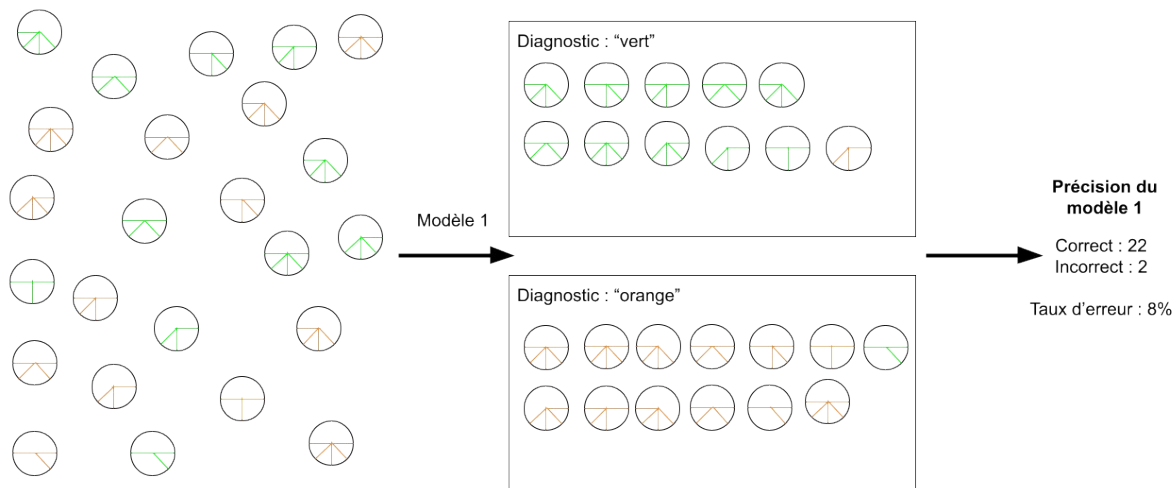 Diagnostic : “vert”
Modèle 1
Diagnostic : “orange”
Précision du
modèle 1
Correct : 22
Incorrect : 2
Taux d’erreur : 8%